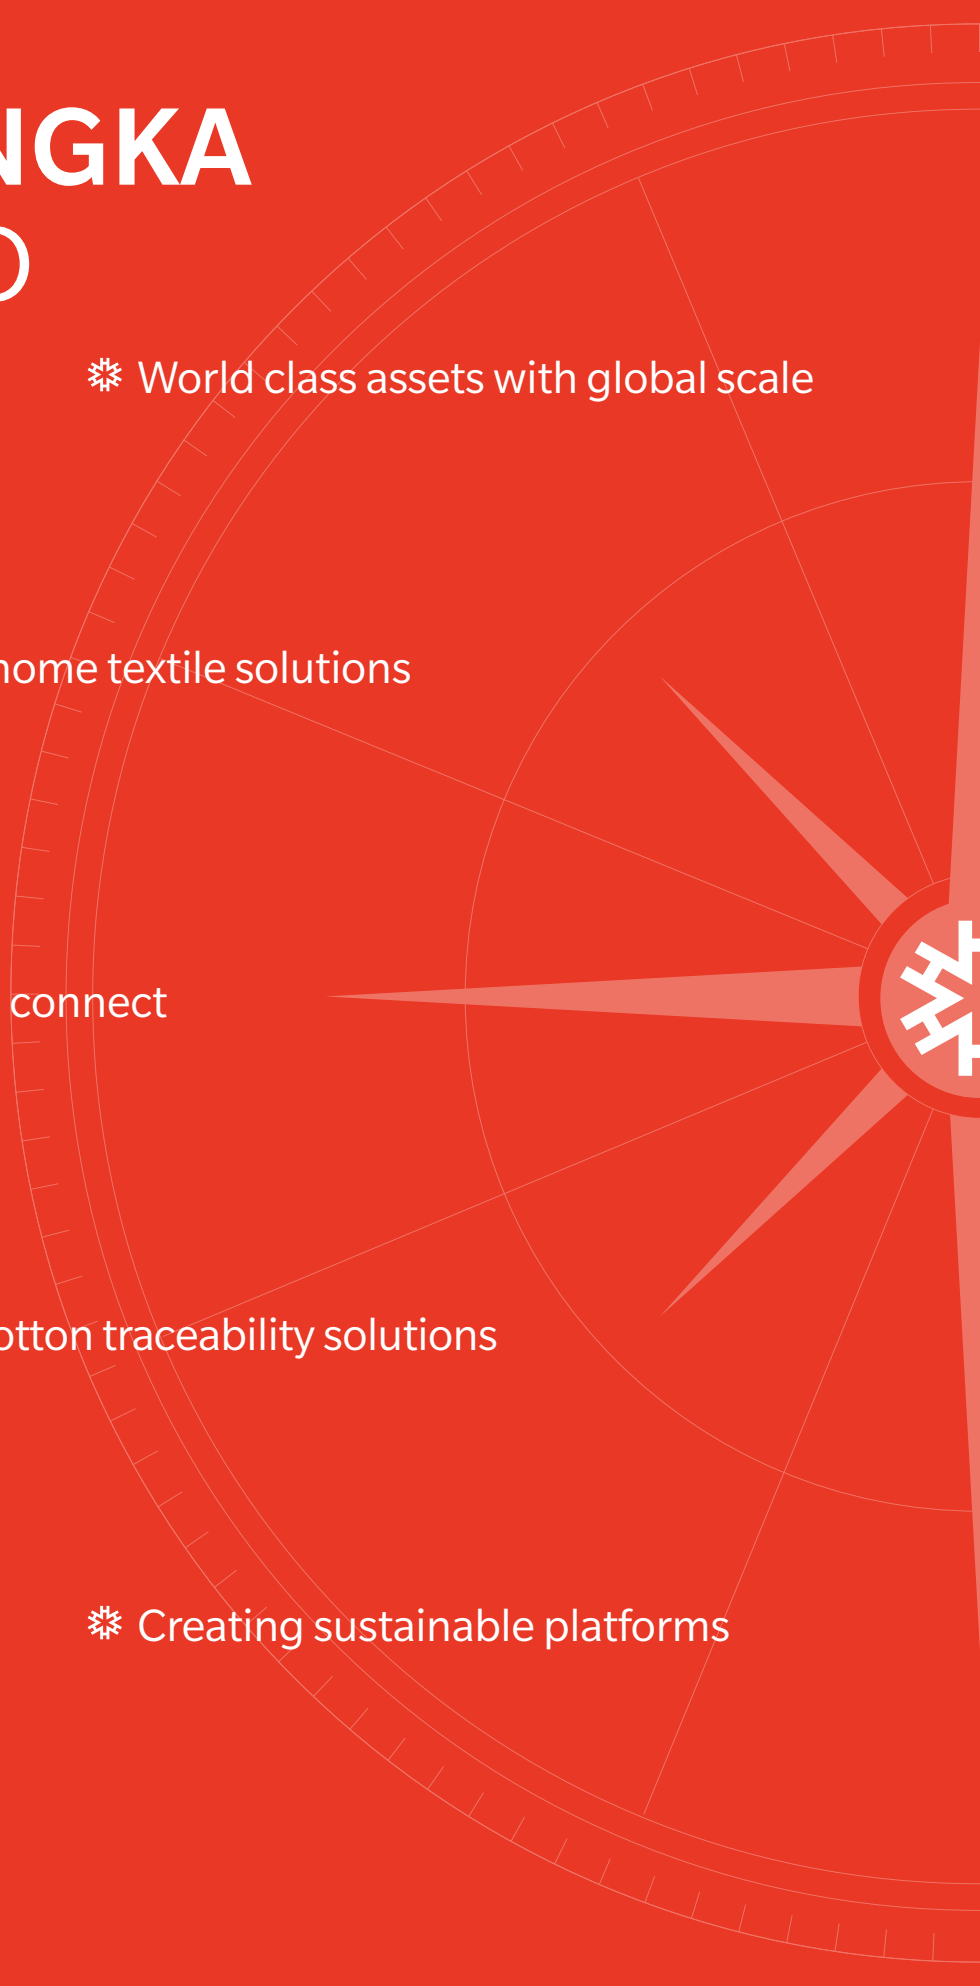 NGKA
O
World class assets with global scale
home textile solutions
connect
otton traceability solutions
Creating sustainable platforms